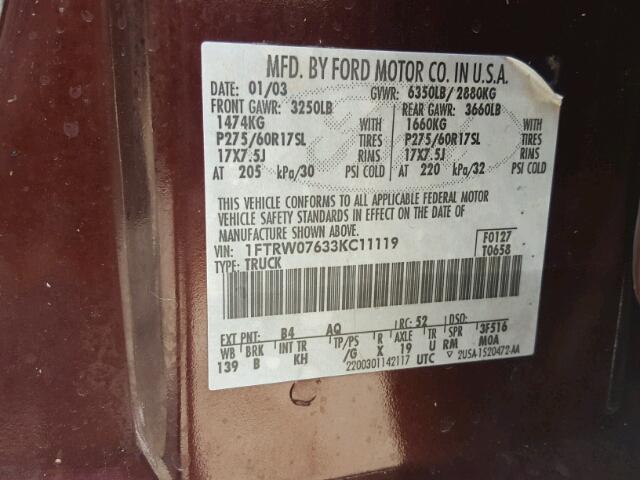 MFD. BY FORD MOTOR CO. IN U.S.A.
DATE: 01/03 GVWR: 6350LB/ 2880KG
FRONT GAWR: 3250LB REAR GAWR: 3660LB
1474KG WITH 1660KG WITH
P275/60R17SL TIRES P275/60R17SL TIRES
17X7.5J RIMS 17X7.5J RIMS
AT 205 kPa/30 PSI COLD AT 220 kPa/32 PSI COLD
THIS VEHICLE CONFORMS TO ALL APPLICABLE FEDERAL MOTOR
VEHICLE SAFETY STANDARDS IN EFFECT ON THE DATE OF
MANUFACTURE SHOWN ABOVE.
VIN: 1FTRW07633KC11119 F0127
TYPE: TRUCK T0658
EXT PNT: B4 AQ RC: 52 DSO:
WB BRK INT TR TP/PS R AXLE TR SPR 3F516
139 B KH /G X 19 U RM M0A
2200301142117 UTC ▽ 2USA-1520472-AA